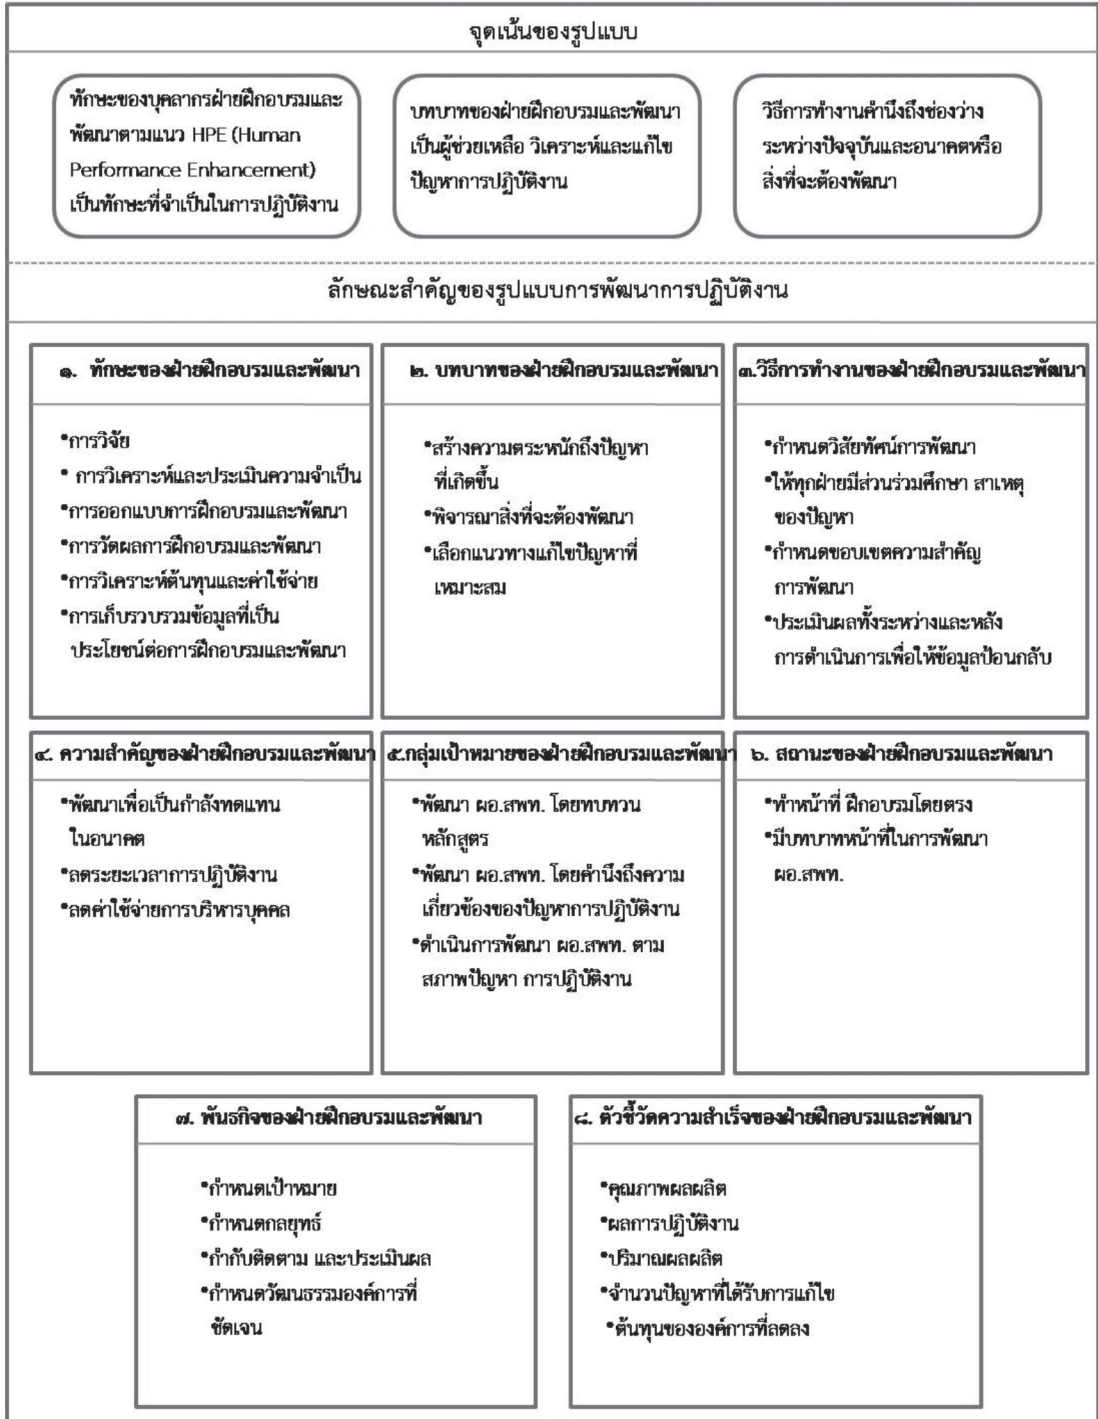 จุดเน้นของรูปแบบ
ทักษะของบุคลากรฝ่ายฝึกอบรมและ
พัฒนาตามแนว HPE (Human
Performance Enhancement)
เป็นทักษะที่จำเป็นในการปฏิบัติงาน
บทบาทของฝ่ายฝึกอบรมและพัฒนา
เป็นผู้ช่วยเหลือ วิเคราะห์และแก้ไข
ปัญหาการปฏิบัติงาน
วิธีการทำงานคำนึงถึงช่องว่าง
ระหว่างปัจจุบันและอนาคตหรือ
สิ่งที่จะต้องพัฒนา
ลักษณะสำคัญของรูปแบบการพัฒนาการปฏิบัติงาน
๑. ทักษะของฝ่ายฝึกอบรมและพัฒนา
•การวิจัย
• การวิเคราะห์และประเมินความจำเป็น
•การออกแบบการฝึกอบรมและพัฒนา
•การวัดผลการฝึกอบรมและพัฒนา
•การวิเคราะห์ต้นทุนและค่าใช้จ่าย
•การเก็บรวบรวมข้อมูลที่เป็น
ประโยชน์ต่อการฝึกอบรมและพัฒนา
๒. บทบาทของฝ่ายฝึกอบรมและพัฒนา
•สร้างความตระหนักถึงปัญหา
ที่เกิดขึ้น
•พิจารณาสิ่งที่จะต้องพัฒนา
•เลือกแนวทางแก้ไขปัญหาที่
เหมาะสม
๓.วิธีการทำงานของฝ่ายฝึกอบรมและพัฒนา
•กำหนดวิสัยทัศน์การพัฒนา
•ให้ทุกฝ่ายมีส่วนร่วมศึกษา สาเหตุ
ของปัญหา
•กำหนดขอบเขตความสำคัญ
การพัฒนา
•ประเมินผลทั้งระหว่างและหลัง
การดำเนินการเพื่อให้ข้อมูลป้อนกลับ
๔. ความสำคัญของฝ่ายฝึกอบรมและพัฒนา
•พัฒนาเพื่อเป็นกำลังทดแทน
ในอนาคต
•ลดระยะเวลาการปฏิบัติงาน
•ลดค่าใช้จ่ายการบริหารบุคคล
๕.กลุ่มเป้าหมายของฝ่ายฝึกอบรมและพัฒนา
•พัฒนา ผอ.สพท. โดยทบทวน
หลักสูตร
•พัฒนา ผอ.สพท. โดยคำนึงถึงความ
เกี่ยวข้องของปัญหาการปฏิบัติงาน
•ดำเนินการพัฒนา ผอ.สพท. ตาม
สภาพปัญหา การปฏิบัติงาน
๖. สถานะของฝ่ายฝึกอบรมและพัฒนา
•ทำหน้าที่ ฝึกอบรมโดยตรง
•มีบทบาทหน้าที่ในการพัฒนา
ผอ.สพท.
๗. พันธกิจของฝ่ายฝึกอบรมและพัฒนา
•กำหนดเป้าหมาย
•กำหนดกลยุทธ์
•กำกับติดตาม และประเมินผล
•กำหนดวัฒนธรรมองค์การที่
ชัดเจน
๘. ตัวชี้วัดความสำเร็จของฝ่ายฝึกอบรมและพัฒนา
•คุณภาพผลผลิต
•ผลการปฏิบัติงาน
•ปริมาณผลผลิต
•จำนวนปัญหาที่ได้รับการแก้ไข
•ต้นทุนขององค์การที่ลดลง